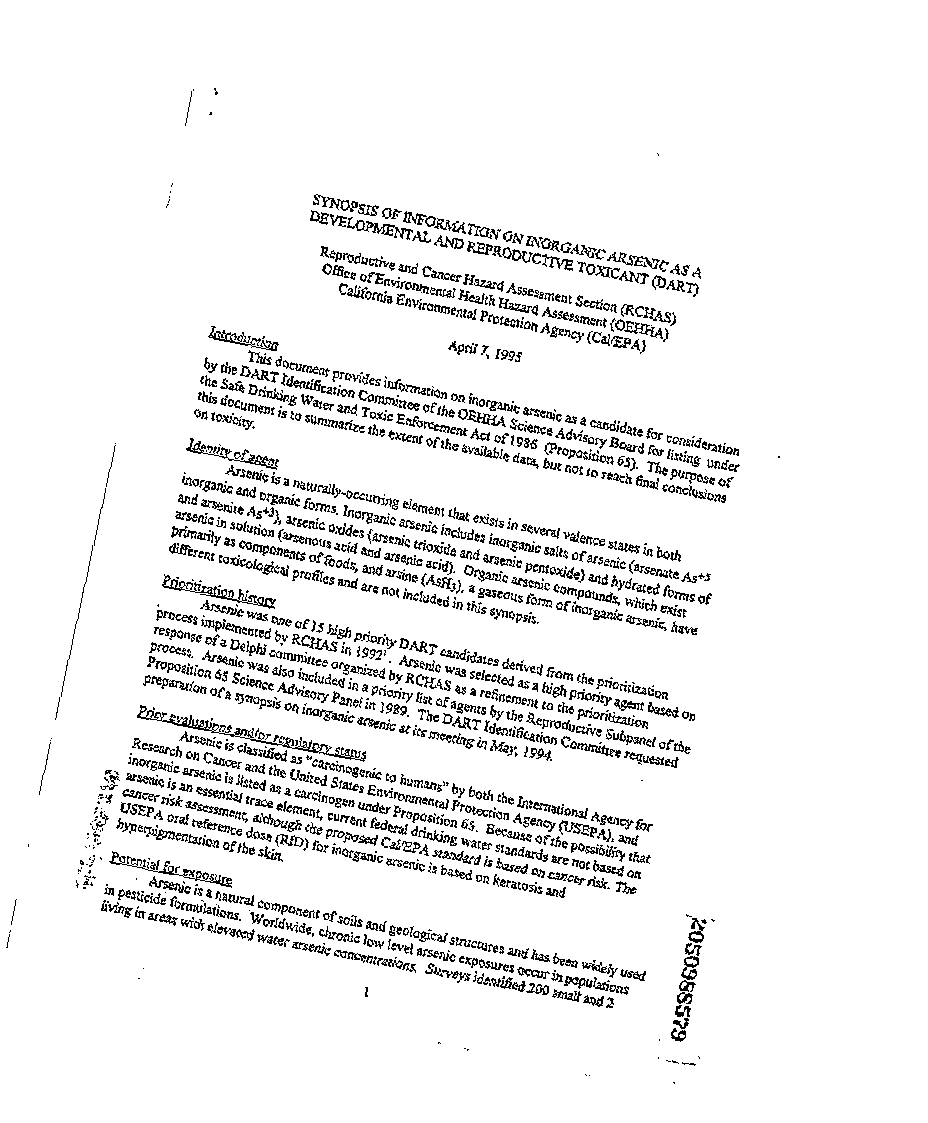 SYNOPSIS OF INFORMATION ON INORGANIC ARSENIC AS A
DEVELOPMENTAL AND REPRODUCTIVE TOXICANT (DART)
Reproductive and Cancer Hazard Assessment Section (RCHAS)
Office of Environmental Health Hazard Assessment (OEHHA)
California Environmental Protection Agency (Cal/EPA)
April 7, 1995
Introduction
This document provides information on inorganic arsenic as a candidate for consideration
by the DART Identification Committee of the OEHHA Science Advisory Board for listing under
the Safe Drinking Water and Toxic Enforcement Act of 1986 (Proposition 65). The purpose of
this document is to summarize the extent of the available data, but not to reach final conclusions
on toxicity.
Identity of agent
Arsenic is a naturally-occurring element that exists in several valence states in both
inorganic and organic forms. Inorganic arsenic includes inorganic salts of arsenic (arsenate As+5
and arsenite As+3), arsenic oxides (arsenic trioxide and arsenic pentoxide) and hydrated forms of
arsenic in solution (arsenous acid and arsenic acid). Organic arsenic compounds, which exist
primarily as components of foods, and arsine (AsH3), a gaseous form of inorganic arsenic, have
different toxicological profiles and are not included in this synopsis.
Prioritization history
Arsenic was one of 15 high priority DART candidates derived from the prioritization
process implemented by RCHAS in 1992¹. Arsenic was selected as a high priority agent based on
response of a Delphi committee organized by RCHAS as a refinement to the prioritization
process. Arsenic was also included in a priority list of agents by the Reproductive Subpanel of the
Proposition 65 Science Advisory Panel in 1989. The DART Identification Committee requested
preparation of a synopsis on inorganic arsenic at its meeting in May, 1994.
Prior evaluations and/or regulatory status
Arsenic is classified as "carcinogenic to humans" by both the International Agency for
Research on Cancer and the United States Environmental Protection Agency (USEPA), and
inorganic arsenic is listed as a carcinogen under Proposition 65. Because of the possibility that
arsenic is an essential trace element, current federal drinking water standards are not based on
cancer risk assessment, although the proposed Cal/EPA standard is based on cancer risk. The
USEPA oral reference dose (RfD) for inorganic arsenic is based on keratosis and
hyperpigmentation of the skin.
Potential for exposure
Arsenic is a natural component of soils and geological structures and has been widely used
in pesticide formulations. Worldwide, chronic low level arsenic exposures occur in populations
living in areas with elevated water arsenic concentrations. Surveys identified 200 small and 2
1
2050988579